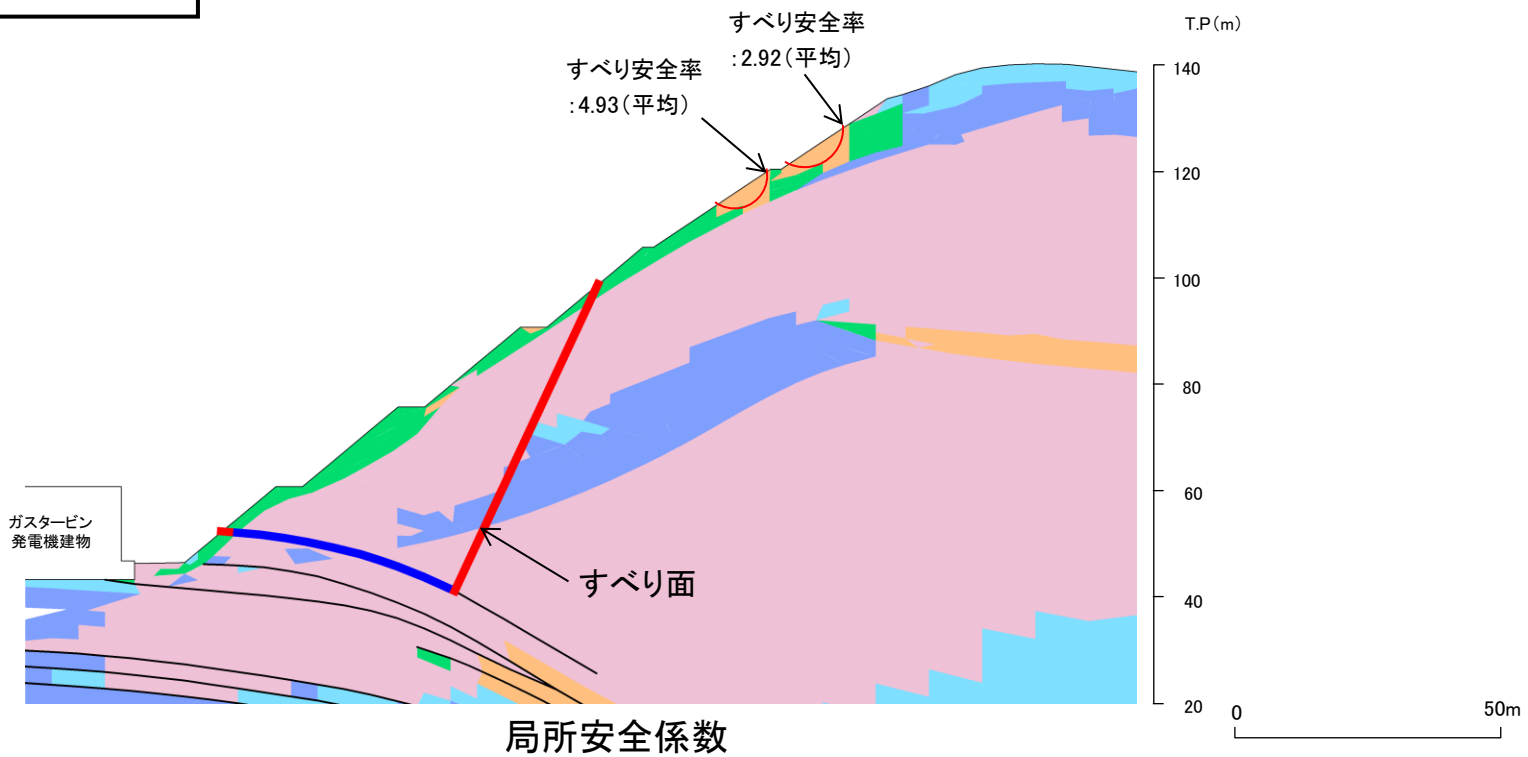 すべり安全率
:2.92(平均)
すべり安全率
:4.93(平均)
T.P(m)
140
120
100
80
60
40
20
ガスタービン
発電機建物
すべり面
局所安全係数
0
50m